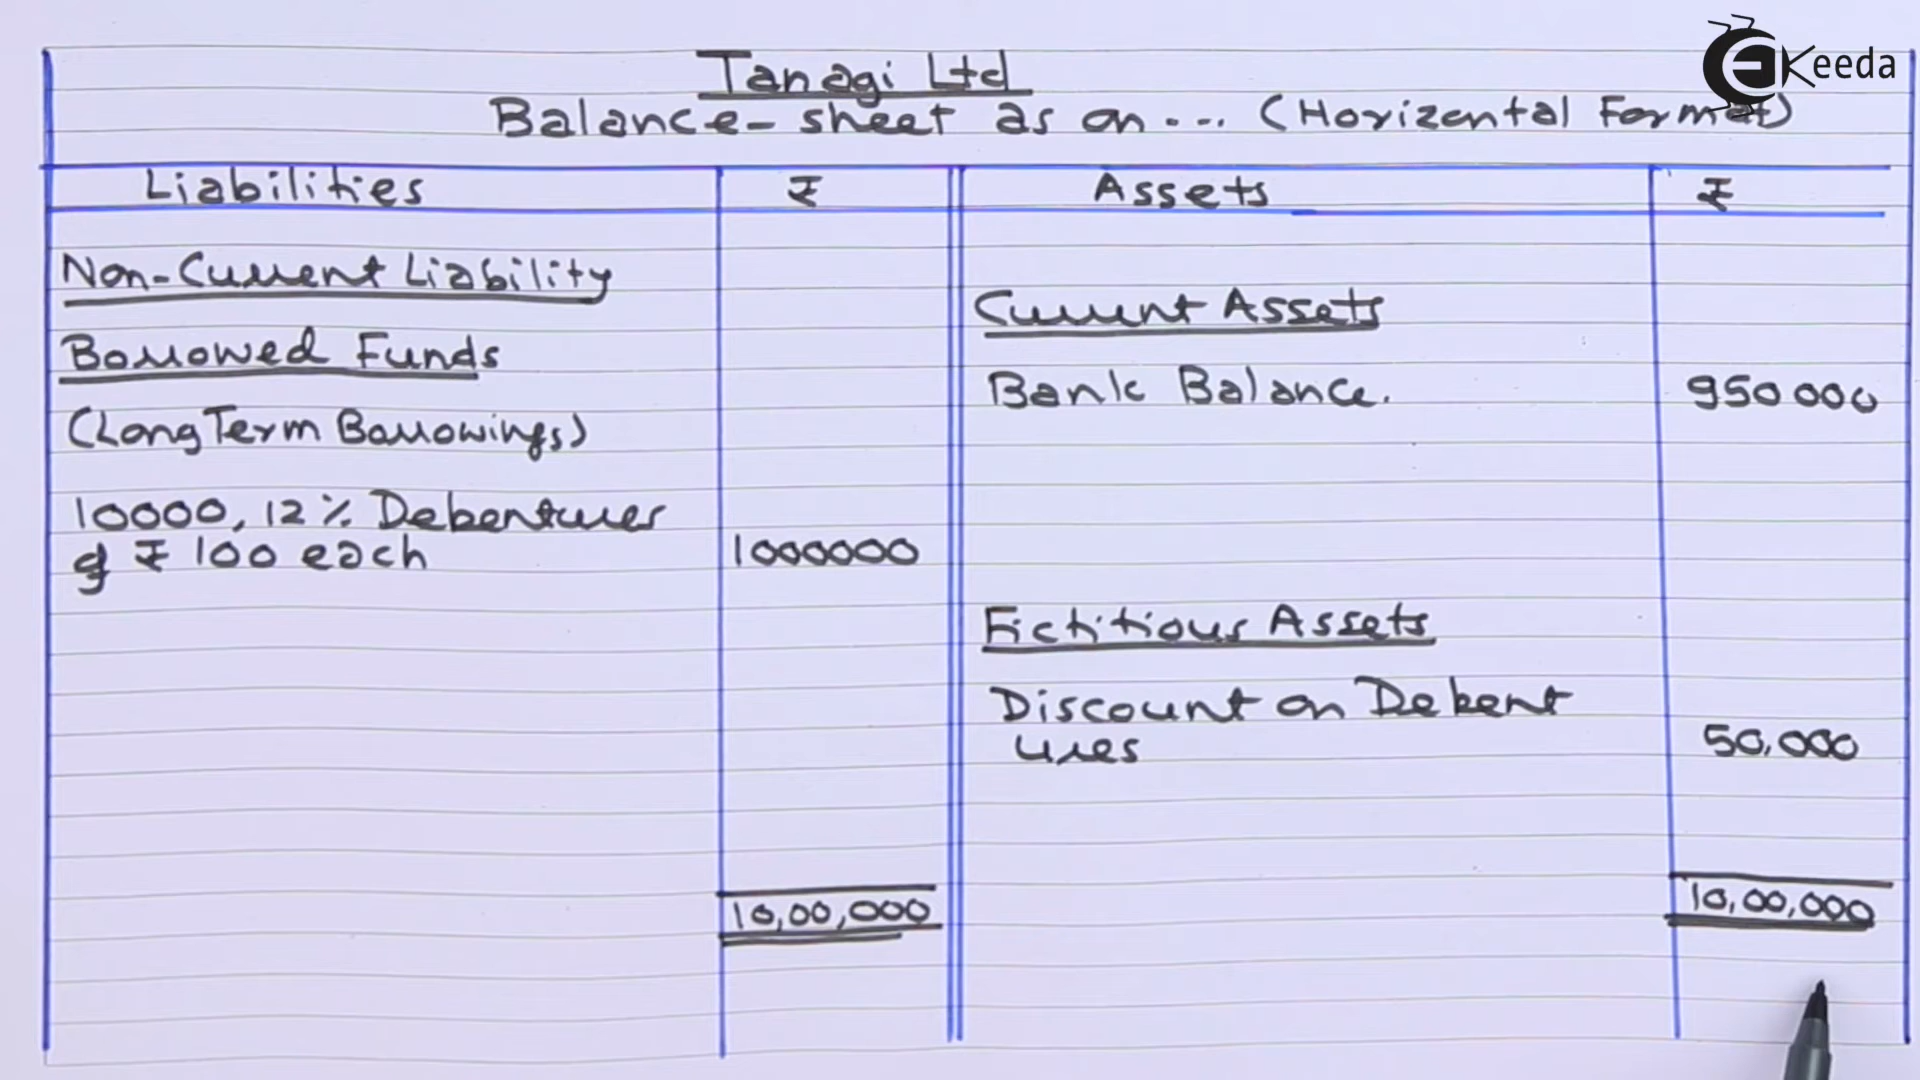 EKeeda
Tanagi Ltd
Balance-sheet as on... (Horizental Format)
Liabilities ₹ Assets ₹
Non-Current Liability
Current Assets
Borrowed Funds
Bank Balance. 950 000
(Long Term Borrowings)
10000, 12% Debentures
of ₹ 100 each 1000000
Fictitious Assets
Discount on Debent
ures 50,000
10,00,000 10,00,000